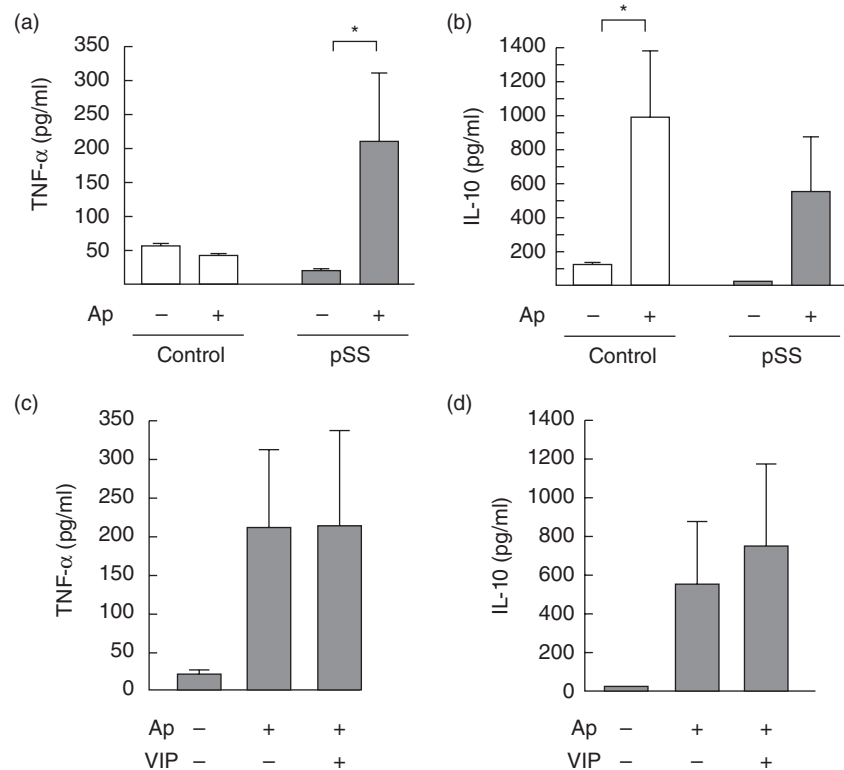 (a)
350
300
250
200
150
100
50
TNF-α (pg/ml)
*
Ap – + – +
Control pSS
(b)
1400
1200
1000
800
600
400
200
IL-10 (pg/ml)
*
Ap – + – +
Control pSS
(c)
350
300
250
200
150
100
50
0
TNF-α (pg/ml)
Ap – + +
VIP – – +
(d)
1400
1200
1000
800
600
400
200
0
IL-10 (pg/ml)
Ap – + +
VIP – – +